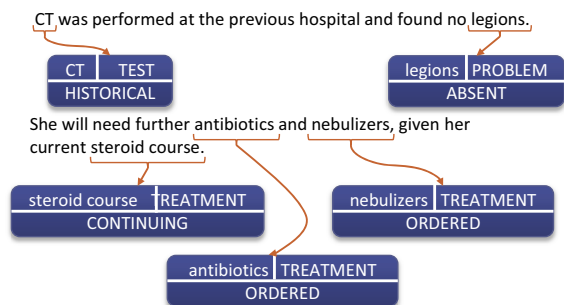 CT was performed at the previous hospital and found no legions.
CT TEST
HISTORICAL
legions PROBLEM
ABSENT
She will need further antibiotics and nebulizers, given her
current steroid course.
steroid course TREATMENT
CONTINUING
nebulizers TREATMENT
ORDERED
antibiotics TREATMENT
ORDERED